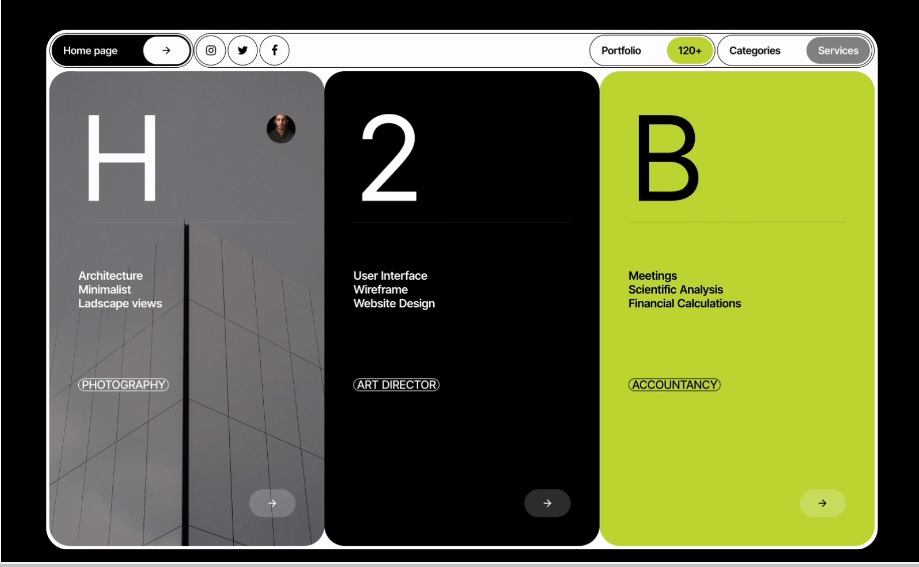 Home page
Portfolio
120+
Categories
Services
H
2
B
Architecture
Minimalist
Ladscape views
User Interface
Wireframe
Website Design
Meetings
Scientific Analysis
Financial Calculations
PHOTOGRAPHY
ART DIRECTOR
ACCOUNTANCY